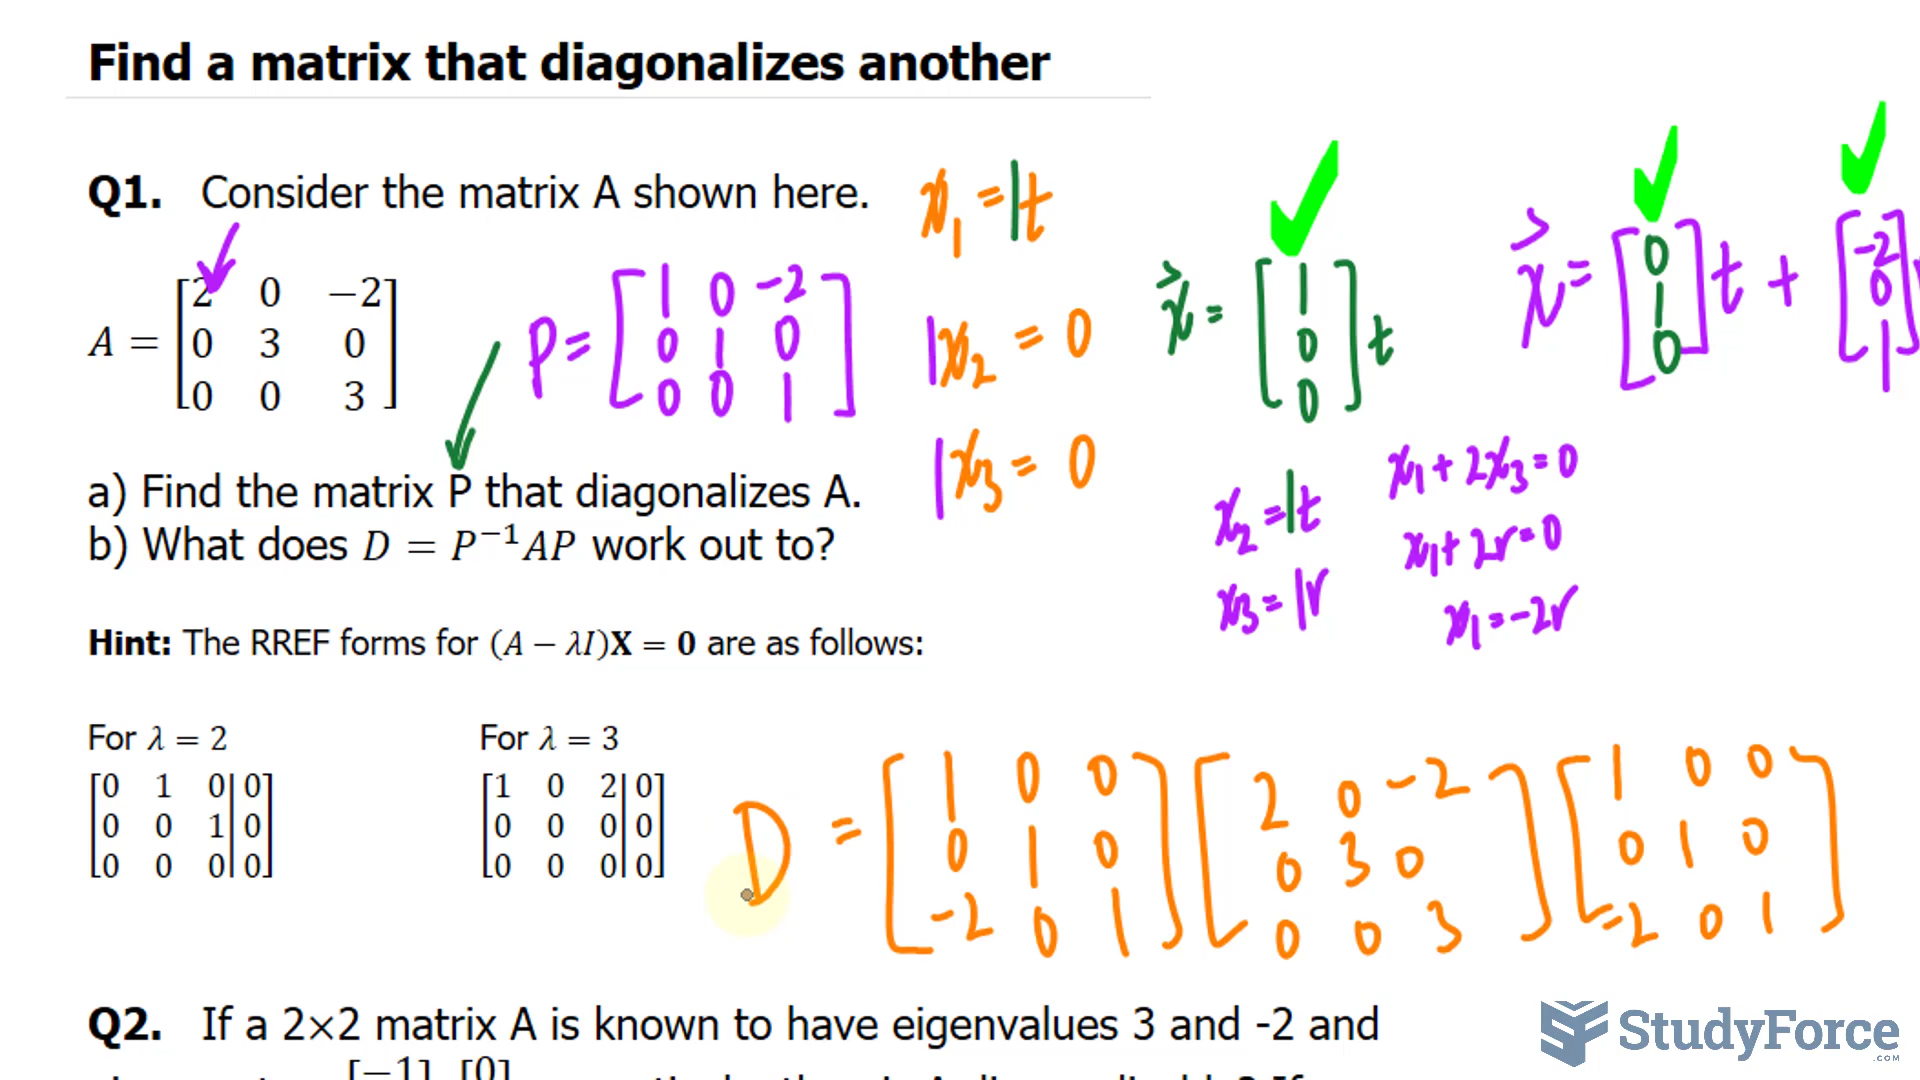 Find a matrix that diagonalizes another
Q1. Consider the matrix A shown here.
A = [2 0 −2]
[0 3 0]
[0 0 3]
P = [1 0 -2]
[0 1 0]
[0 0 1]
x1 = 1t
1x2 = 0
1x3 = 0
x = [1]
[0] t
[0]
x = [0] t + [-2]
[1] [0]
[0] [1]
x2 = 1t
x3 = 1r
x1 + 2x3 = 0
x1 + 2r = 0
x1 = -2r
a) Find the matrix P that diagonalizes A.
b) What does D = P⁻¹AP work out to?
Hint: The RREF forms for (A − λI)X = 0 are as follows:
For λ = 2
[0 1 0|0]
[0 0 1|0]
[0 0 0|0]
For λ = 3
[1 0 2|0]
[0 0 0|0]
[0 0 0|0]
D = [1 0 0] [2 0 -2] [1 0 0]
[0 1 0] [0 3 0] [0 1 0]
[-2 0 1] [0 0 3] [-2 0 1]
Q2. If a 2×2 matrix A is known to have eigenvalues 3 and -2 and
[−1] [0]
StudyForce
.COM